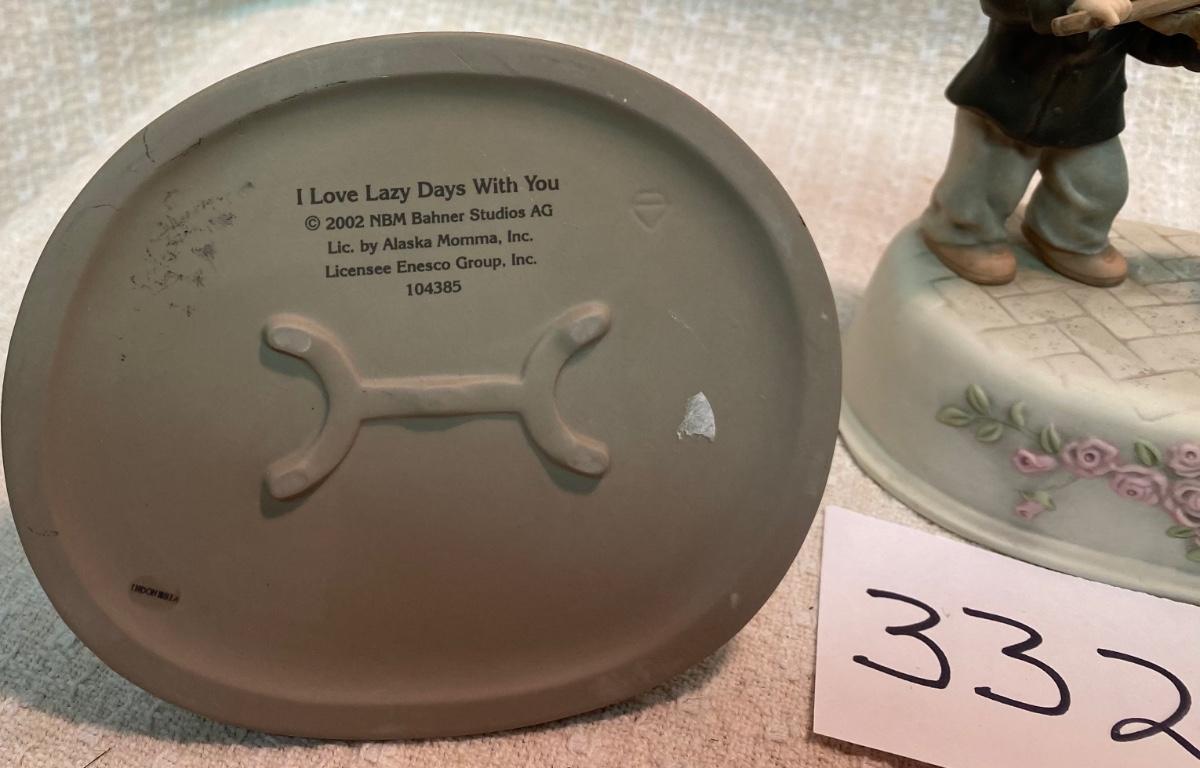 I Love Lazy Days With You
© 2002 NBM Bahner Studios AG
Lic. by Alaska Momma, Inc.
Licensee Enesco Group, Inc.
104385
332